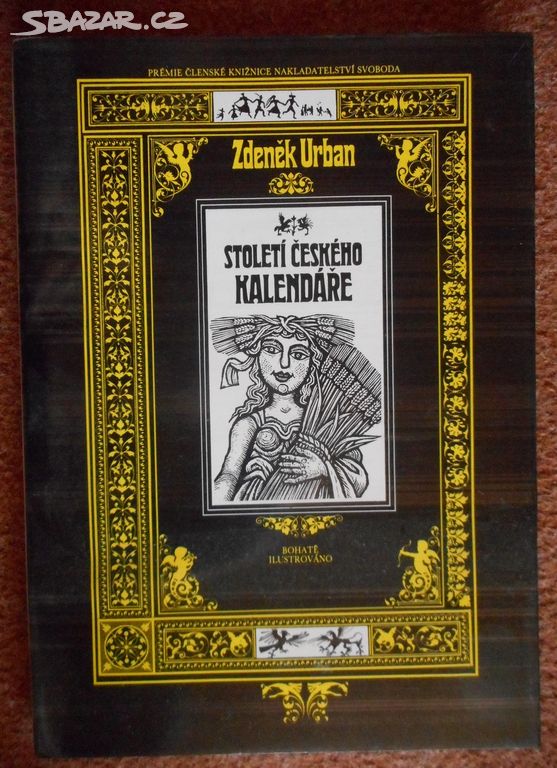 SBAZAR.CZ
PRÉMIE ČLENSKÉ KNIŽNICE NAKLADATELSTVÍ SVOBODA
Zdeněk Urban
STOLETÍ ČESKÉHO
KALENDÁŘE
BOHATĚ
ILUSTROVÁNO